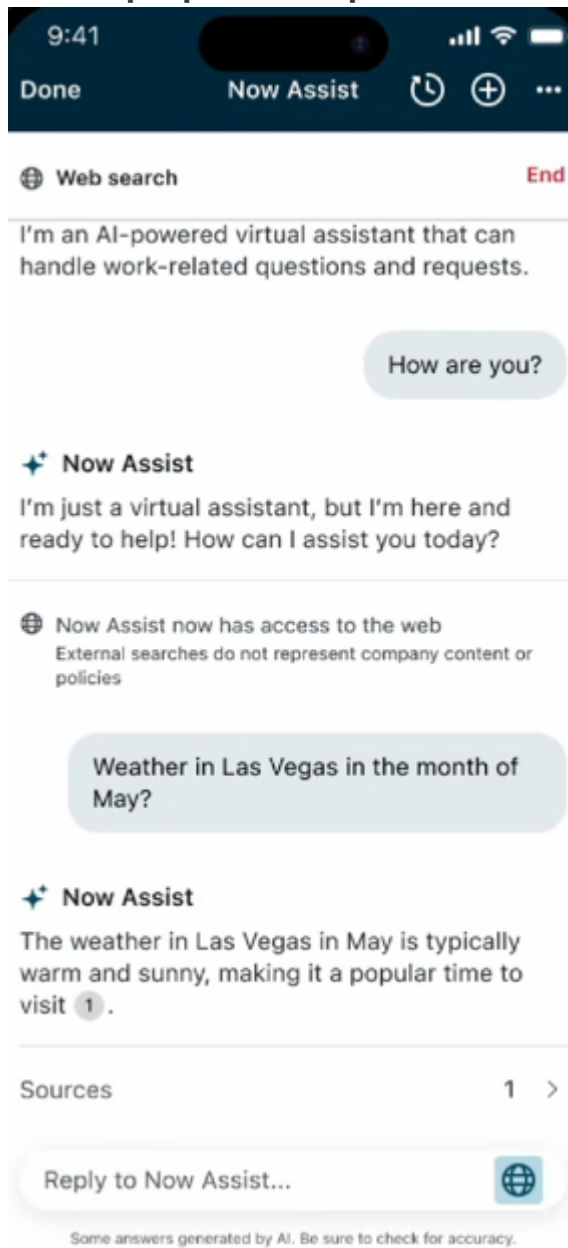 9:41
Done
Now Assist
Web search
End
I'm an AI-powered virtual assistant that can
handle work-related questions and requests.
How are you?
Now Assist
I'm just a virtual assistant, but I'm here and
ready to help! How can I assist you today?
Now Assist now has access to the web
External searches do not represent company content or
policies
Weather in Las Vegas in the month of
May?
Now Assist
The weather in Las Vegas in May is typically
warm and sunny, making it a popular time to
visit 1 .
Sources
1 >
Reply to Now Assist...
Some answers generated by AI. Be sure to check for accuracy.